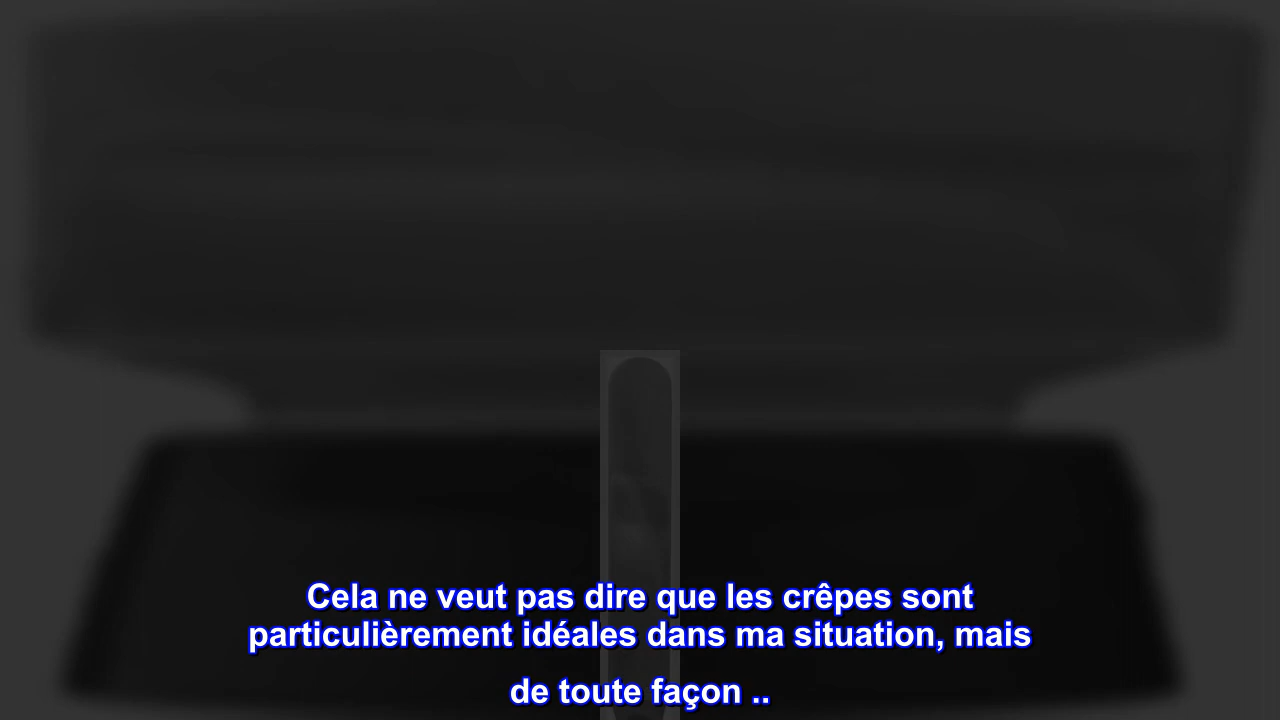 Cela ne veut pas dire que les crêpes sont
particulièrement idéales dans ma situation, mais
de toute façon ..